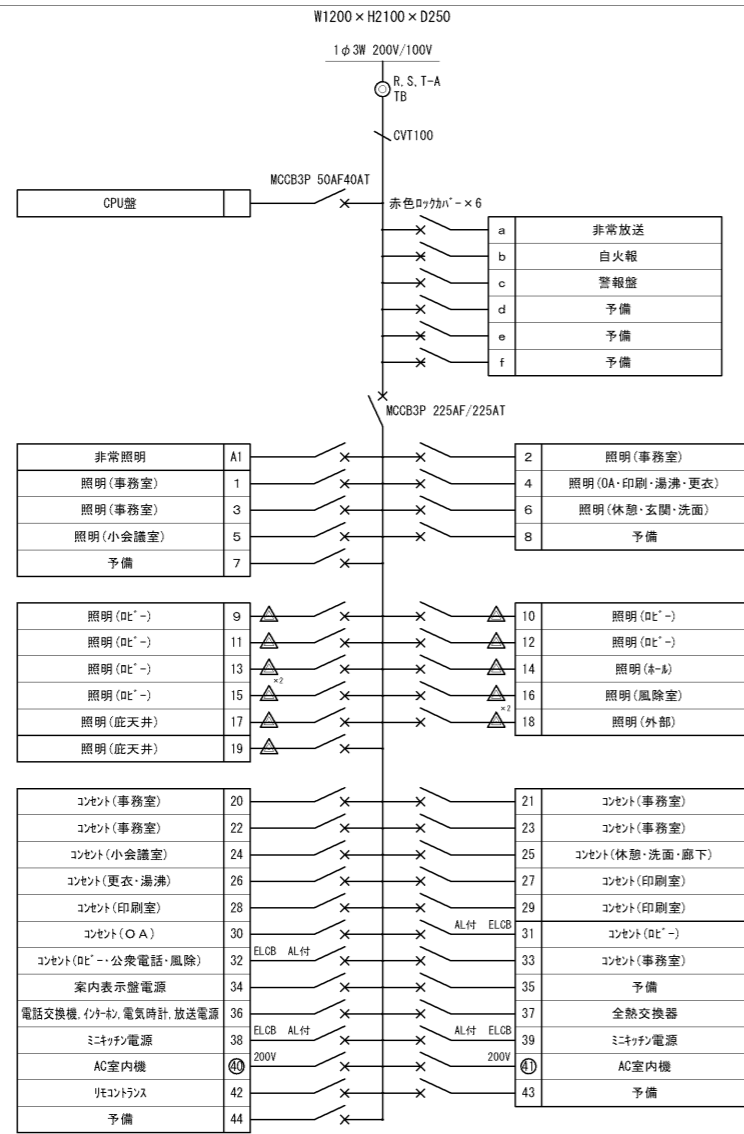 W1200×H2100×D250
1φ3W 200V/100V
R,S,T-A
TB
CVT100
MCCB3P 50AF40AT
CPU盤
赤色ﾛｯｸｶﾊﾞｰ×6
a 非常放送
b 自火報
c 警報盤
d 予備
e 予備
f 予備
MCCB3P 225AF/225AT
非常照明 A1 2 照明(事務室)
照明(事務室) 1 4 照明(OA･印刷･湯沸･更衣)
照明(事務室) 3 6 照明(休憩･玄関･洗面)
照明(小会議室) 5 8 予備
予備 7
照明(ﾛﾋﾞｰ) 9 10 照明(ﾛﾋﾞｰ)
照明(ﾛﾋﾞｰ) 11 12 照明(ﾛﾋﾞｰ)
照明(ﾛﾋﾞｰ) 13 14 照明(ﾎｰﾙ)
×2
照明(ﾛﾋﾞｰ) 15 16 照明(風除室)
×2
照明(庇天井) 17 18 照明(外部)
照明(庇天井) 19
ｺﾝｾﾝﾄ(事務室) 20 21 ｺﾝｾﾝﾄ(事務室)
ｺﾝｾﾝﾄ(事務室) 22 23 ｺﾝｾﾝﾄ(事務室)
ｺﾝｾﾝﾄ(小会議室) 24 25 ｺﾝｾﾝﾄ(休憩･洗面･廊下)
ｺﾝｾﾝﾄ(更衣･湯沸) 26 27 ｺﾝｾﾝﾄ(印刷室)
ｺﾝｾﾝﾄ(印刷室) 28 29 ｺﾝｾﾝﾄ(印刷室)
ｺﾝｾﾝﾄ(ＯＡ) 30 AL付 ELCB 31 ｺﾝｾﾝﾄ(ﾛﾋﾞｰ)
ｺﾝｾﾝﾄ(ﾛﾋﾞｰ･公衆電話･風除) 32 ELCB AL付 33 ｺﾝｾﾝﾄ(事務室)
案内表示盤電源 34 35 予備
電話交換機,ｲﾝﾀｰﾎﾝ,電気時計,放送電源 36 37 全熱交換器
ﾐﾆｷｯﾁﾝ電源 38 ELCB AL付 AL付 ELCB 39 ﾐﾆｷｯﾁﾝ電源
AC室内機 ㊵ 200V 200V ㊶ AC室内機
ﾘﾓｺﾝﾄﾗﾝｽ 42 43 予備
予備 44